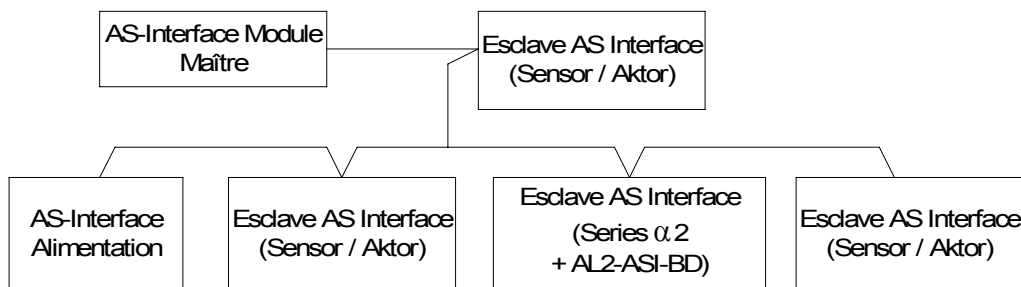 AS-Interface Module
Maître
Esclave AS Interface
(Sensor / Aktor)
AS-Interface
Alimentation
Esclave AS Interface
(Sensor / Aktor)
Esclave AS Interface
(Series α 2
+ AL2-ASI-BD)
Esclave AS Interface
(Sensor / Aktor)